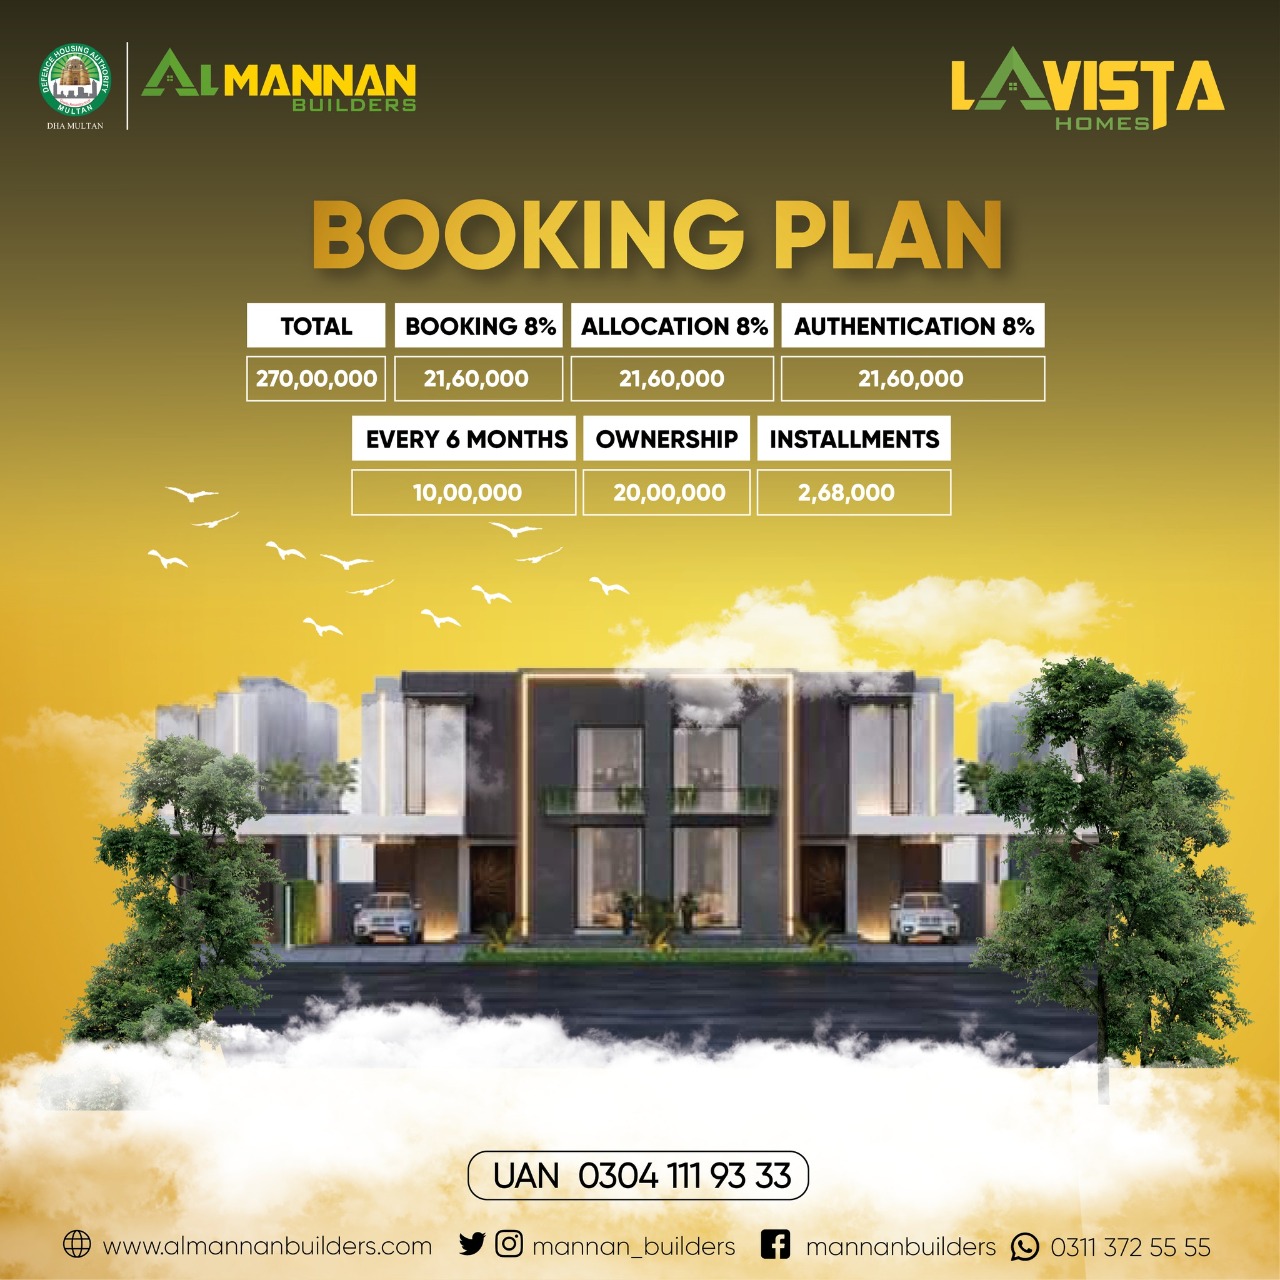 DEFENCE HOUSING AUTHORITY
MULTAN
DHA MULTAN
ALMANNAN
BUILDERS
LAVISTA
HOMES
BOOKING PLAN
TOTAL BOOKING 8% ALLOCATION 8% AUTHENTICATION 8%
270,00,000 21,60,000 21,60,000 21,60,000
EVERY 6 MONTHS OWNERSHIP INSTALLMENTS
10,00,000 20,00,000 2,68,000
UAN 0304 111 93 33
www.almannanbuilders.com mannan_builders mannanbuilders 0311 372 55 55